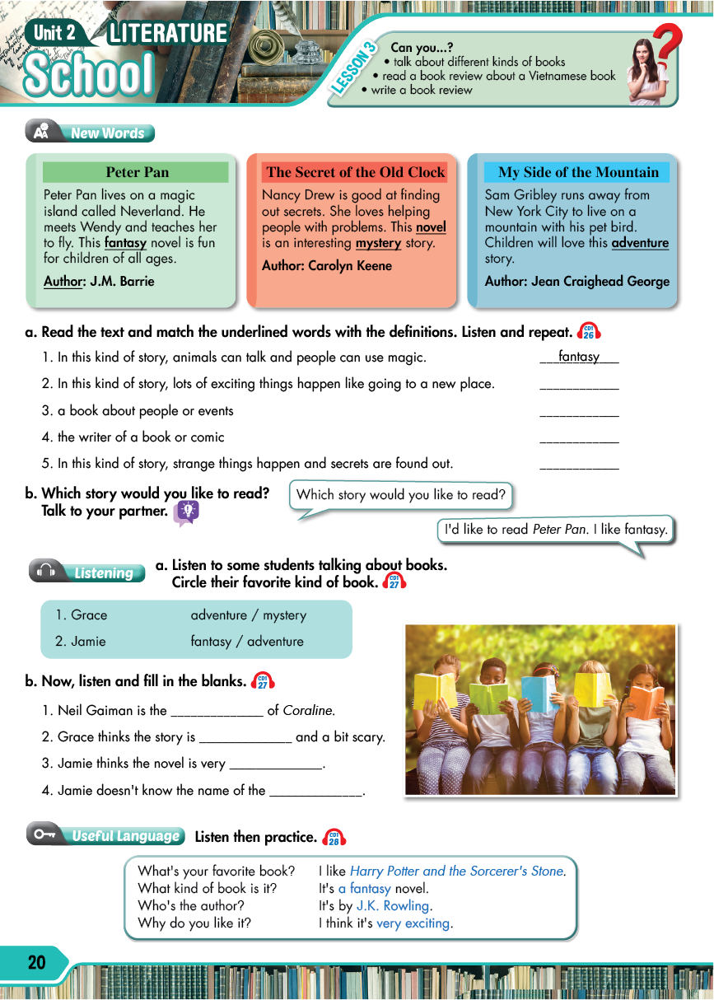 Unit 2 LITERATURE
School
LESSON 3
Can you...?
• talk about different kinds of books
• read a book review about a Vietnamese book
• write a book review
New Words
Peter Pan
Peter Pan lives on a magic
island called Neverland. He
meets Wendy and teaches her
to fly. This fantasy novel is fun
for children of all ages.
Author: J.M. Barrie
The Secret of the Old Clock
Nancy Drew is good at finding
out secrets. She loves helping
people with problems. This novel
is an interesting mystery story.
Author: Carolyn Keene
My Side of the Mountain
Sam Gribley runs away from
New York City to live on a
mountain with his pet bird.
Children will love this adventure
story.
Author: Jean Craighead George
a. Read the text and match the underlined words with the definitions. Listen and repeat. CD1 26
1. In this kind of story, animals can talk and people can use magic. ____fantasy____
2. In this kind of story, lots of exciting things happen like going to a new place. ____________
3. a book about people or events ____________
4. the writer of a book or comic ____________
5. In this kind of story, strange things happen and secrets are found out. ____________
b. Which story would you like to read?
Talk to your partner.
Which story would you like to read?
I'd like to read Peter Pan. I like fantasy.
Listening
a. Listen to some students talking about books.
Circle their favorite kind of book. CD1 27
1. Grace adventure / mystery
2. Jamie fantasy / adventure
b. Now, listen and fill in the blanks. CD1 27
1. Neil Gaiman is the ______________ of Coraline.
2. Grace thinks the story is ______________ and a bit scary.
3. Jamie thinks the novel is very ______________.
4. Jamie doesn't know the name of the ______________.
Useful Language Listen then practice. CD1 28
What's your favorite book? I like Harry Potter and the Sorcerer's Stone.
What kind of book is it? It's a fantasy novel.
Who's the author? It's by J.K. Rowling.
Why do you like it? I think it's very exciting.
20